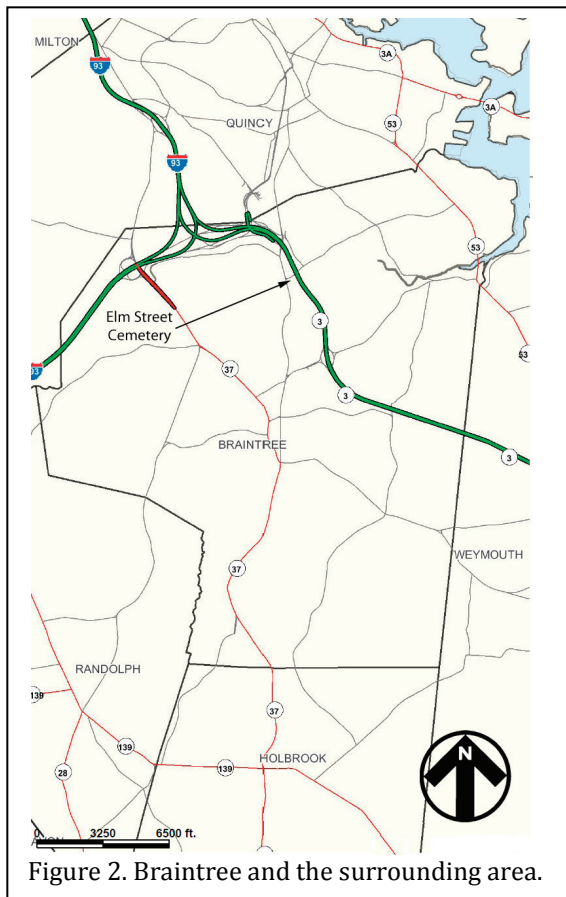 MILTON
3A
93
3A
QUINCY
53
93
53
Elm Street
Cemetery
3
53
93
37
3
BRAINTREE
3
WEYMOUTH
37
RANDOLPH
139
37
N
139
HOLBROOK
28
139
0 3250 6500 ft.
Figure 2. Braintree and the surrounding area.